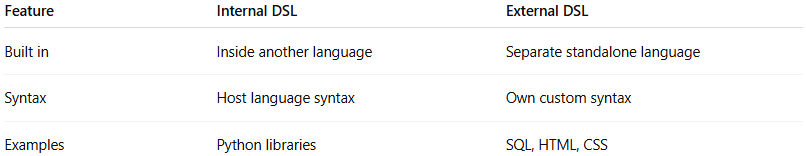 Feature Internal DSL External DSL
Built in Inside another language Separate standalone language
Syntax Host language syntax Own custom syntax
Examples Python libraries SQL, HTML, CSS